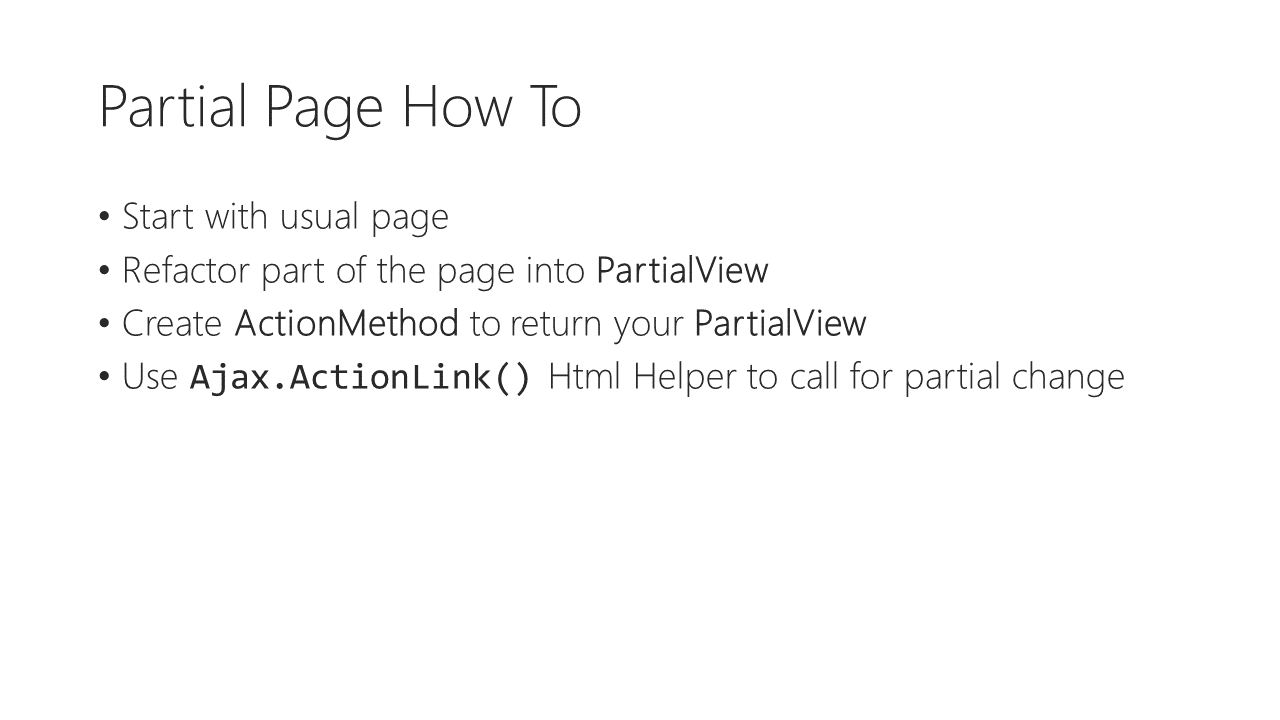 Partial Page How To
• Start with usual page
• Refactor part of the page into PartialView
• Create ActionMethod to return your PartialView
• Use Ajax.ActionLink() Html Helper to call for partial change